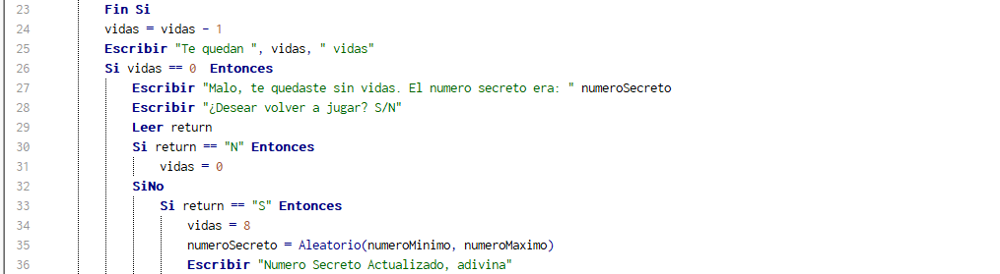 23 Fin Si
24 vidas = vidas - 1
25 Escribir "Te quedan ", vidas, " vidas"
26 Si vidas == 0  Entonces
27 Escribir "Malo, te quedaste sin vidas. El numero secreto era: " numeroSecreto
28 Escribir "¿Desear volver a jugar? S/N"
29 Leer return
30 Si return == "N" Entonces
31 vidas = 0
32 SiNo
33 Si return == "S" Entonces
34 vidas = 8
35 numeroSecreto = Aleatorio(numeroMinimo, numeroMaximo)
36 Escribir "Numero Secreto Actualizado, adivina"